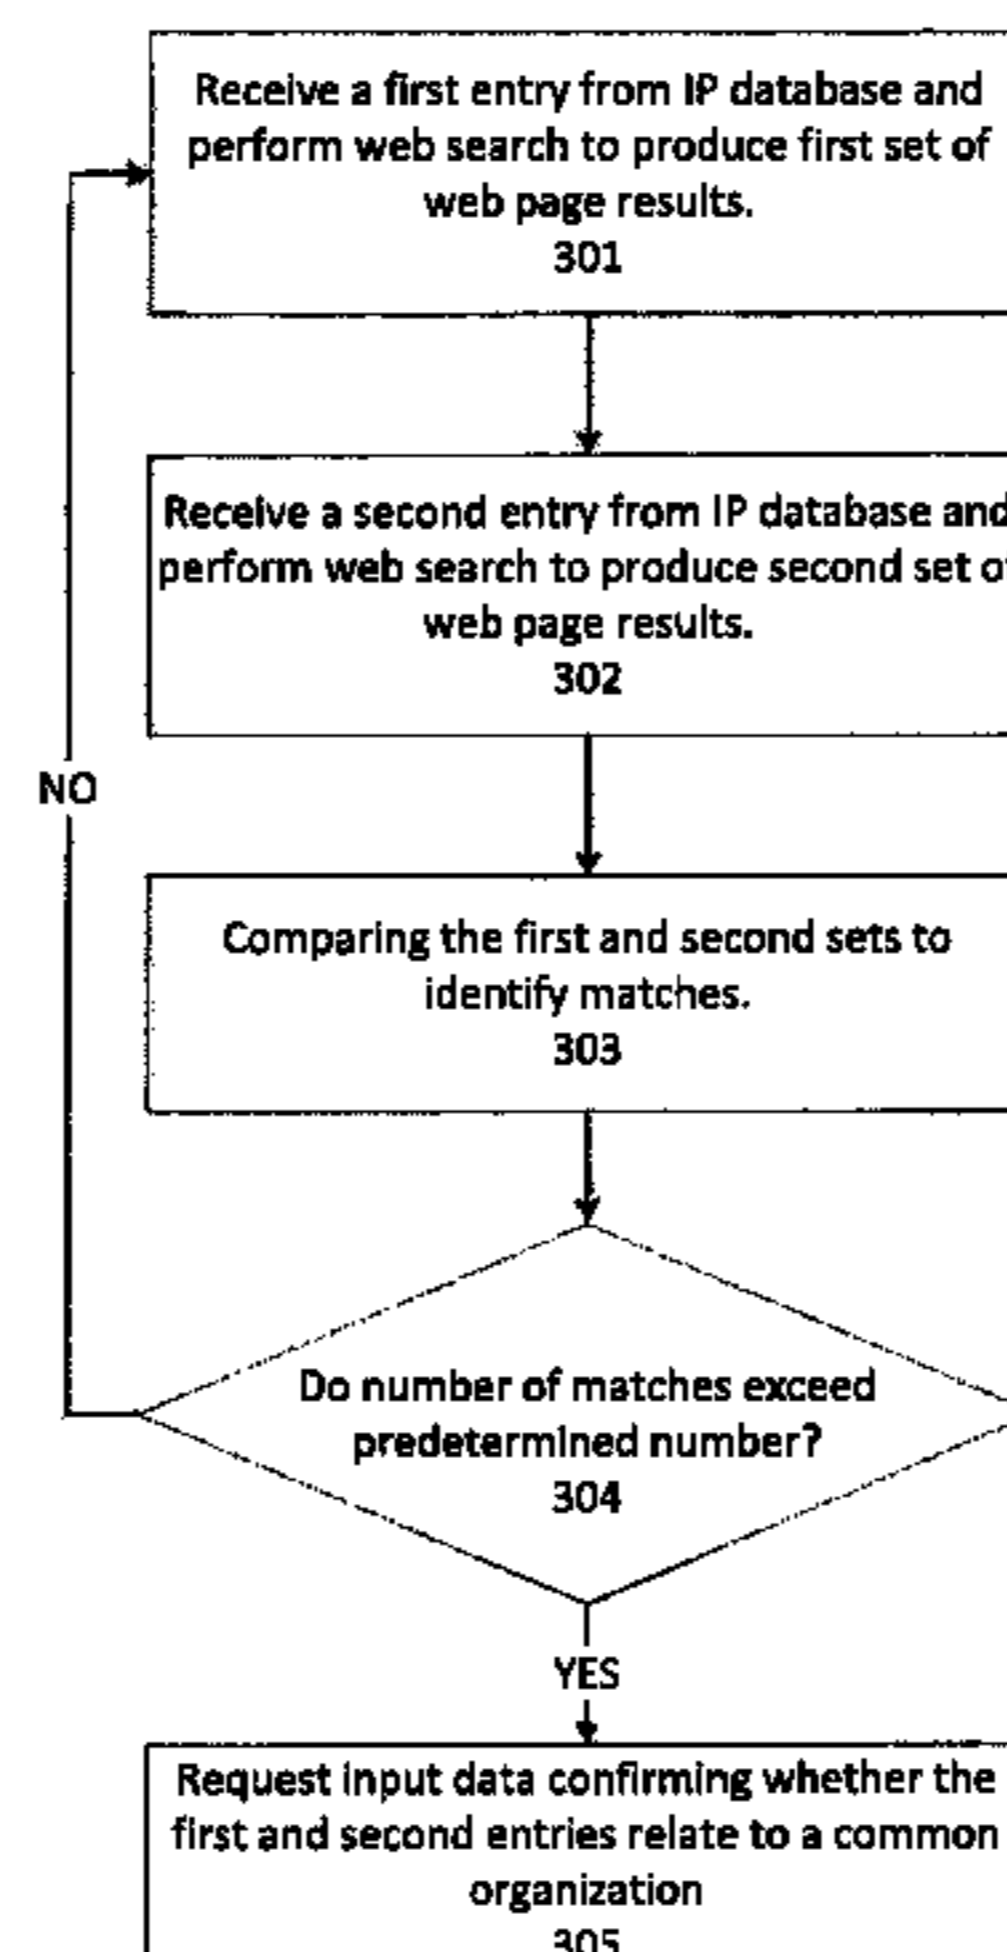 Receive a first entry from IP database and
perform web search to produce first set of
web page results.
301
Receive a second entry from IP database and
perform web search to produce second set of
web page results.
302
NO
Comparing the first and second sets to
identify matches.
303
Do number of matches exceed
predetermined number?
304
YES
Request input data confirming whether the
first and second entries relate to a common
organization
305